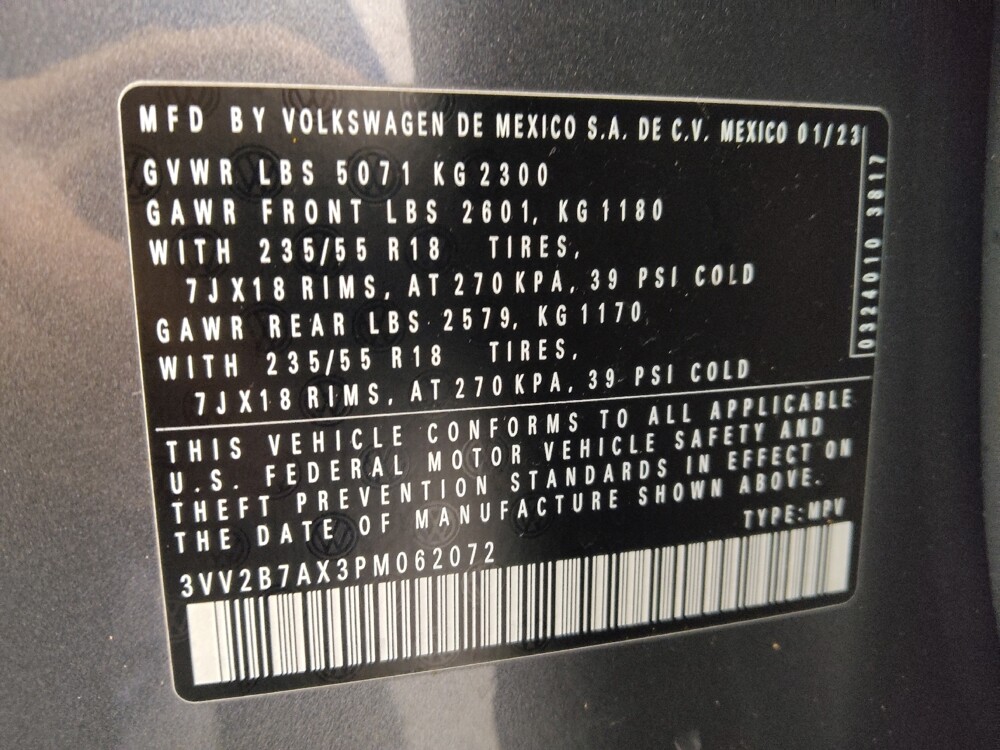 MFD BY VOLKSWAGEN DE MEXICO S.A. DE C.V. MEXICO 01/23
GVWR LBS 5071 KG 2300
GAWR FRONT LBS 2601, KG 1180
WITH 235/55 R18 TIRES,
7J X18 RIMS, AT 270 KPA, 39 PSI COLD
GAWR REAR LBS 2579, KG 1170
WITH 235/55 R18 TIRES,
7J X18 RIMS, AT 270 KPA, 39 PSI COLD
0324010 3817
THIS VEHICLE CONFORMS TO ALL APPLICABLE
U.S. FEDERAL MOTOR VEHICLE SAFETY AND
THEFT PREVENTION STANDARDS IN EFFECT ON
THE DATE OF MANUFACTURE SHOWN ABOVE.
TYPE: MPV
3VV2B7AX3PM062072